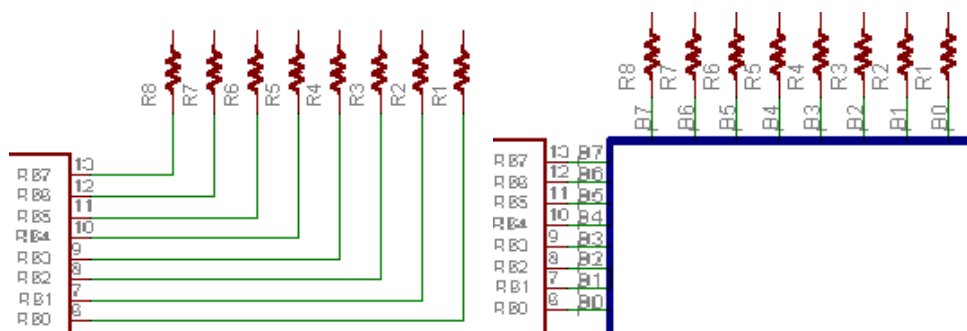 R8 R7 R6 R5 R4 R3 R2 R1
13
RB7
12
RB6
11
RB5
10
RB4
9
RB3
8
RB2
7
RB1
6
RB0
R8 R7 R6 R5 R4 R3 R2 R1
B7 B6 B5 B4 B3 B2 B1 B0
13 B7
RB7
12 B6
RB6
11 B5
RB5
10 B4
RB4
9 B3
RB3
8 B2
RB2
7 B1
RB1
6 B0
RB0